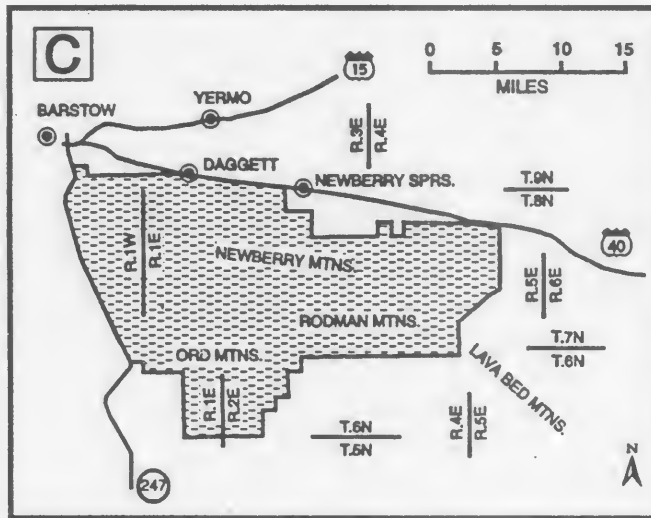 C
15
0 5 10 15
MILES
YERMO
BARSTOW
R.3E
R.4E
DAGGETT
NEWBERRY SPRS.
T.9N
T.8N
R.1W
R.1E
NEWBERRY MTNS.
40
R.5E
R.6E
RODMAN MTNS.
T.7N
T.6N
ORD MTNS.
LAVA BED MTNS.
R.1E
R.2E
R.4E
R.5E
T.6N
T.5N
N
247